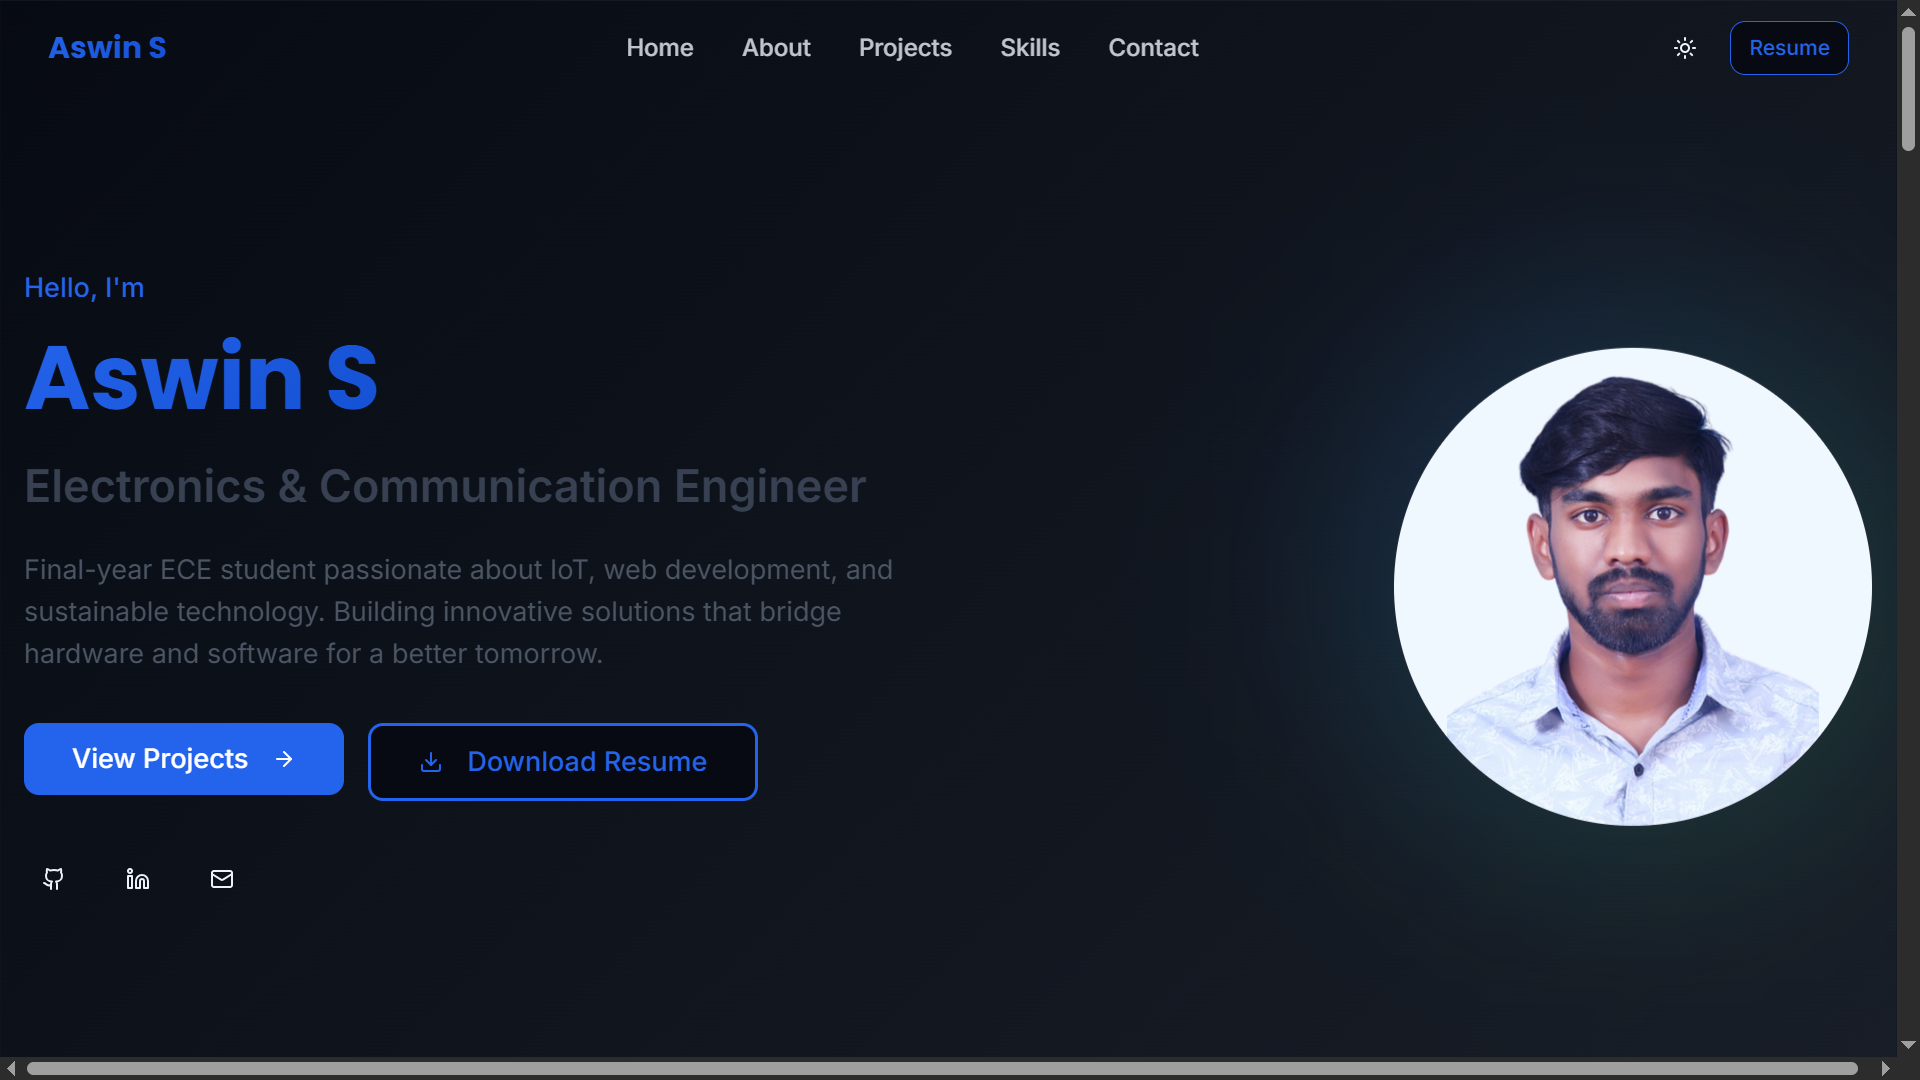 Aswin S
Home
About
Projects
Skills
Contact
Resume
Hello, I'm
Aswin S
Electronics & Communication Engineer
Final-year ECE student passionate about IoT, web development, and
sustainable technology. Building innovative solutions that bridge
hardware and software for a better tomorrow.
View Projects
Download Resume